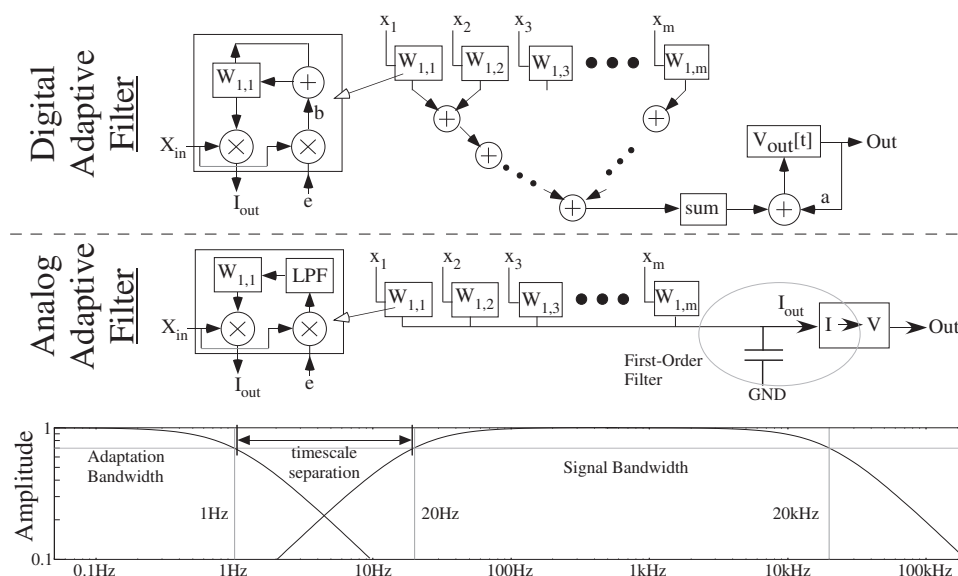 Digital
Adaptive
Filter
W1,1
+
b
Xin
×
×
Iout
e
x1
x2
x3
xm
W1,1
W1,2
W1,3
W1,m
+
+
+
+
sum
+
a
Vout[t]
Out
Analog
Adaptive
Filter
W1,1
LPF
Xin
×
×
Iout
e
x1
x2
x3
xm
W1,1
W1,2
W1,3
W1,m
Iout
I
V
Out
First-Order
Filter
GND
Amplitude
1
0.1
Adaptation
Bandwidth
timescale
separation
Signal Bandwidth
1Hz
20Hz
20kHz
0.1Hz
1Hz
10Hz
100Hz
1kHz
10kHz
100kHz